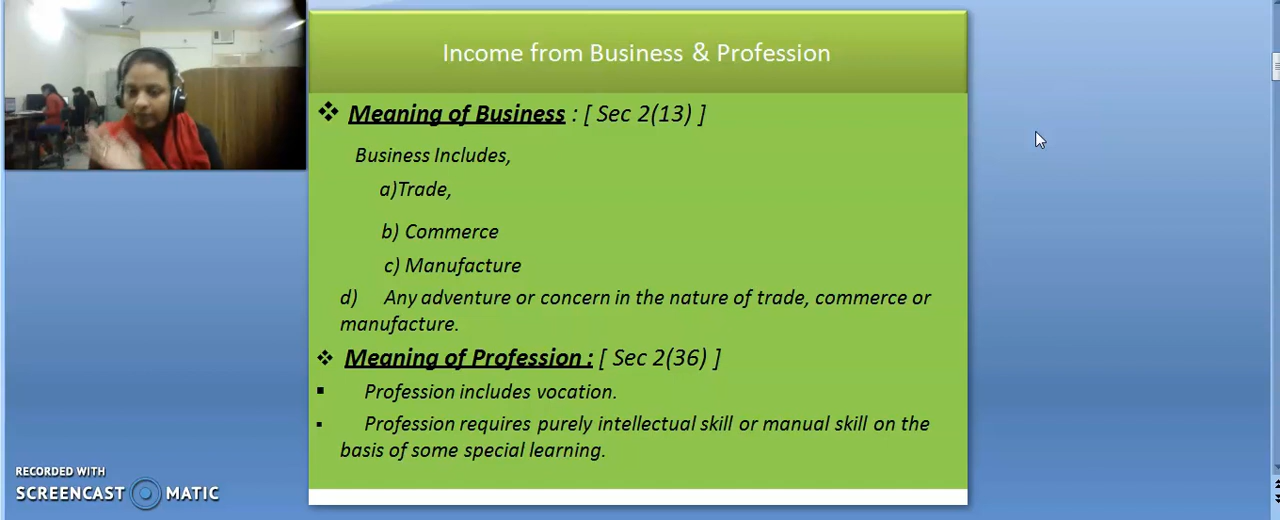 Income from Business & Profession
❖ Meaning of Business : [ Sec 2(13) ]
Business Includes,
a)Trade,
b) Commerce
c) Manufacture
d) Any adventure or concern in the nature of trade, commerce or
manufacture.
❖ Meaning of Profession : [ Sec 2(36) ]
▪ Profession includes vocation.
▪ Profession requires purely intellectual skill or manual skill on the
basis of some special learning.
RECORDED WITH
SCREENCAST MATIC